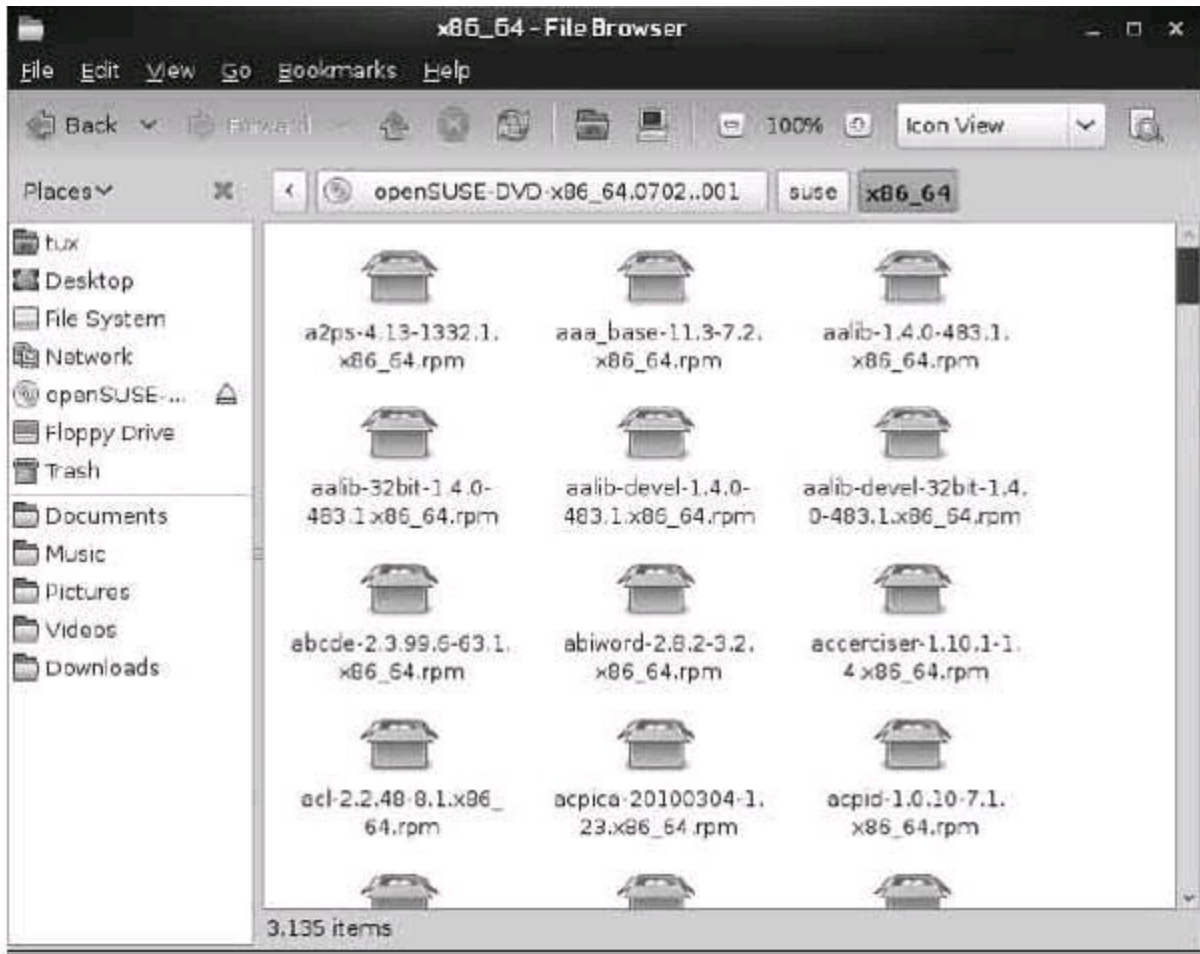 x86_64 - File Browser
File Edit View Go Bookmarks Help
Back Forward 100% Icon View
Places openSUSE-DVD-x86_64.0702..001 suse x86_64
tux
Desktop
File System
Network
openSUSE-...
Floppy Drive
Trash
Documents
Music
Pictures
Videos
Downloads
a2ps-4.13-1332.1.
x86_64.rpm
aaa_base-11.3-7.2.
x86_64.rpm
aalib-1.4.0-483.1.
x86_64.rpm
aalib-32bit-1.4.0-
483.1.x86_64.rpm
aalib-devel-1.4.0-
483.1.x86_64.rpm
aalib-devel-32bit-1.4.
0-483.1.x86_64.rpm
abcde-2.3.99.6-63.1.
x86_64.rpm
abiword-2.8.2-3.2.
x86_64.rpm
accerciser-1.10.1-1.
4.x86_64.rpm
acl-2.2.48-8.1.x86_
64.rpm
acpica-20100304-1.
23.x86_64.rpm
acpid-1.0.10-7.1.
x86_64.rpm
3,135 items